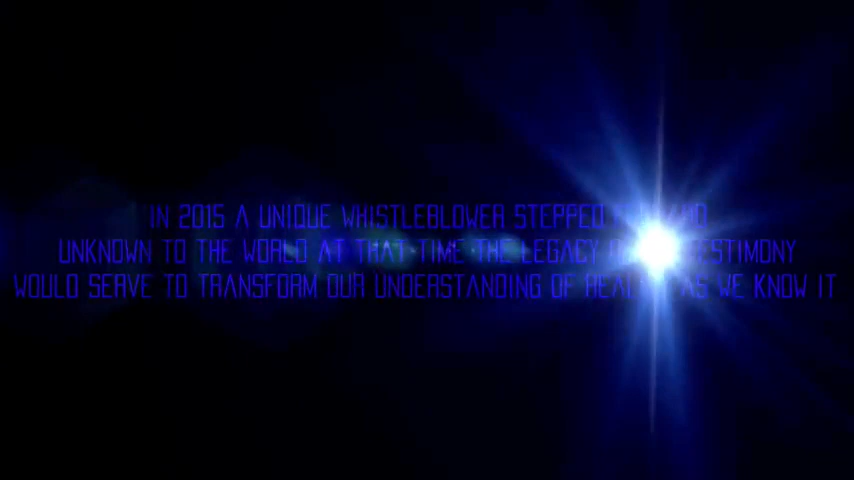 IN 2015 A UNIQUE WHISTLEBLOWER STEPPED
UNKNOWN TO THE WORLD AT THAT TIME THE LEGACY TESTIMONY
WOULD SERVE TO TRANSFORM OUR UNDERSTANDING OF REALITY AS WE KNOW IT